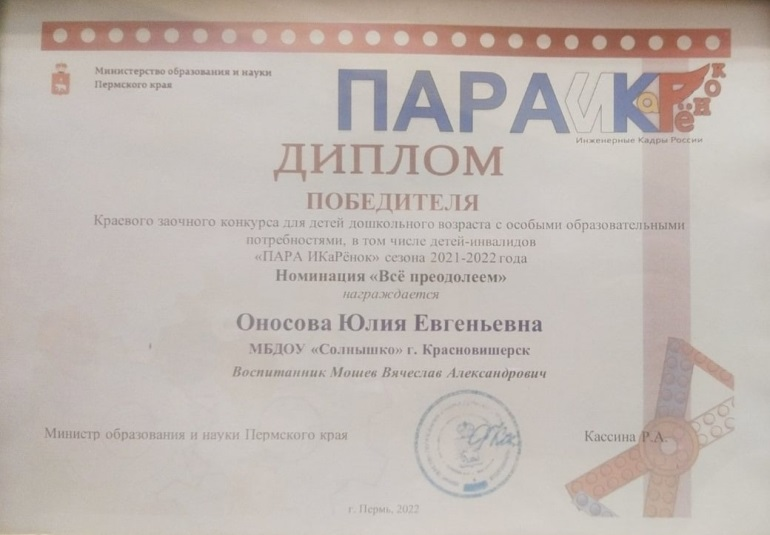 Министерство образования и науки
Пермского края
ПАРА ИКаРёнок
Инженерные Кадры России
ДИПЛОМ
ПОБЕДИТЕЛЯ
Краевого заочного конкурса для детей дошкольного возраста с особыми образовательными
потребностями, в том числе детей-инвалидов
«ПАРА ИКаРёнок» сезона 2021-2022 года
Номинация «Всё преодолеем»
награждается
Оносова Юлия Евгеньевна
МБДОУ «Солнышко» г. Красновишерск
Воспитанник Мошев Вячеслав Александрович
Министр образования и науки Пермского края
Кассина Р.А.
г. Пермь, 2022